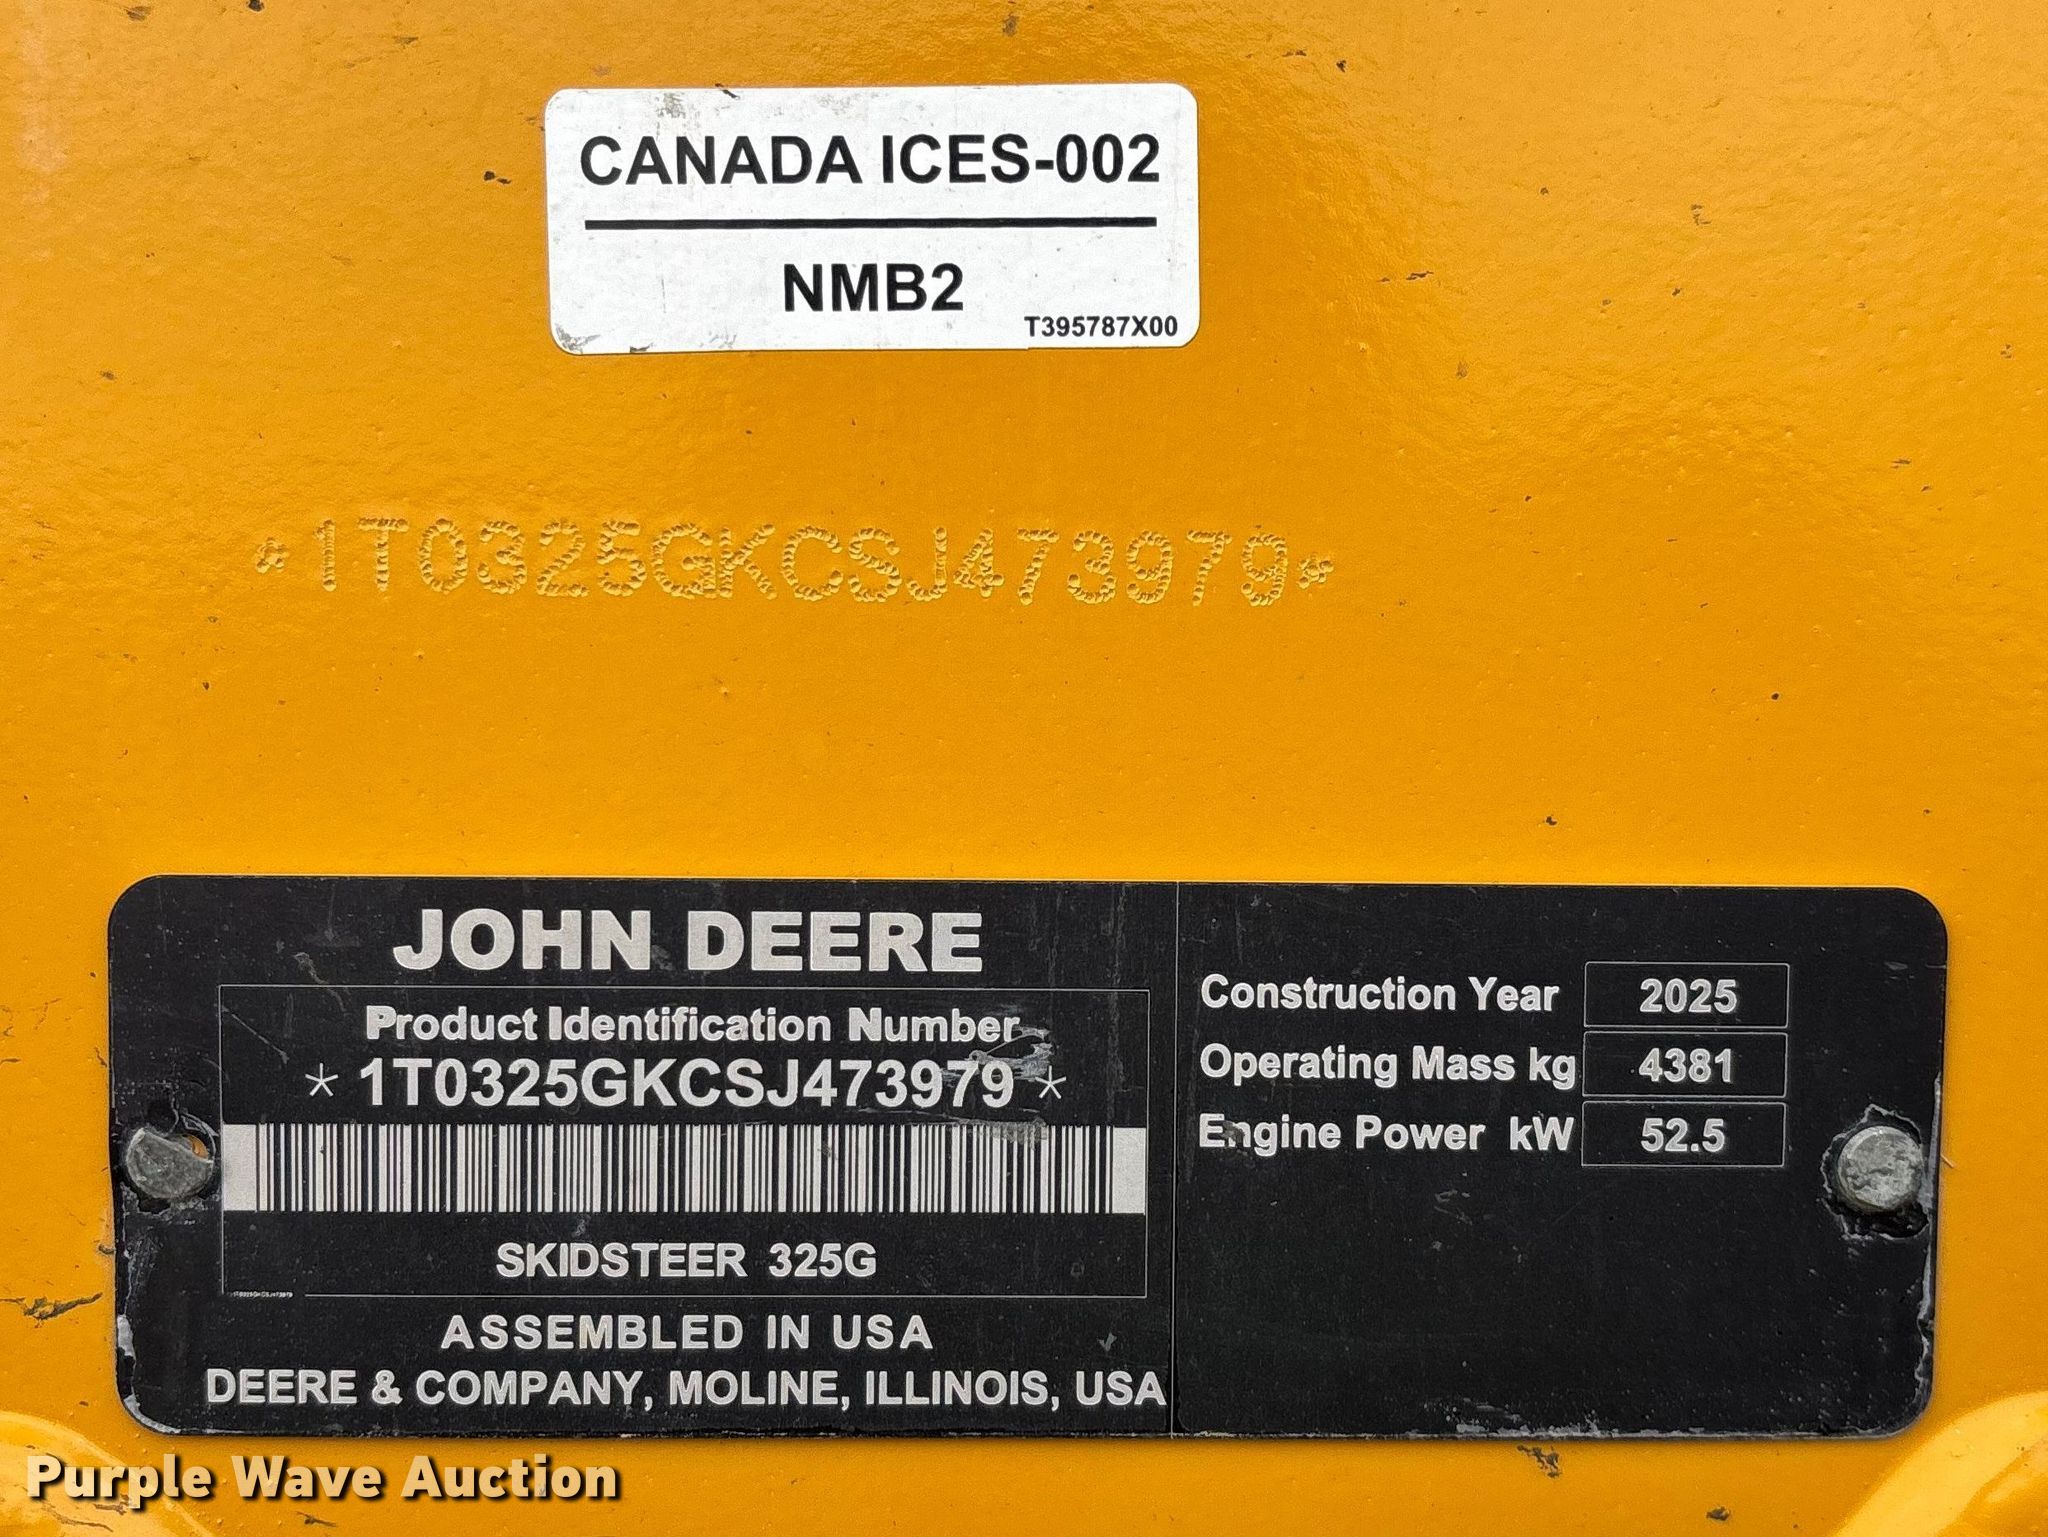 CANADA ICES-002
NMB2
T395787X00
*1T0325GKCSJ473979*
JOHN DEERE
Product Identification Number
* 1T0325GKCSJ473979 *
SKIDSTEER 325G
1T0325GKCSJ473979
ASSEMBLED IN USA
DEERE & COMPANY, MOLINE, ILLINOIS, USA
Construction Year 2025
Operating Mass kg 4381
Engine Power kW 52.5
Purple Wave Auction